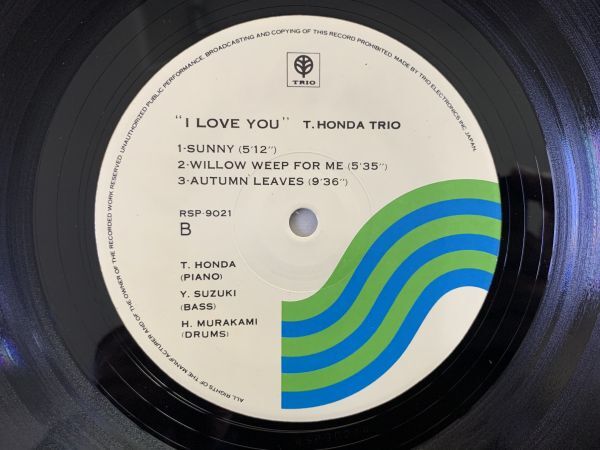 TRIO
"I LOVE YOU" T. HONDA TRIO
1-SUNNY (5'12")
2-WILLOW WEEP FOR ME (5'35")
3-AUTUMN LEAVES (9'36")
RSP-9021
B
T. HONDA
(PIANO)
Y. SUZUKI
(BASS)
H. MURAKAMI
(DRUMS)
ALL RIGHTS OF THE MANUFACTURER AND OF THE OWNER OF THE RECORDED WORK RESERVED. UNAUTHORIZED PUBLIC PERFORMANCE, BROADCASTING AND COPYING OF THIS RECORD PROHIBITED. MADE BY TRIO ELECTRONICS INC. JAPAN.